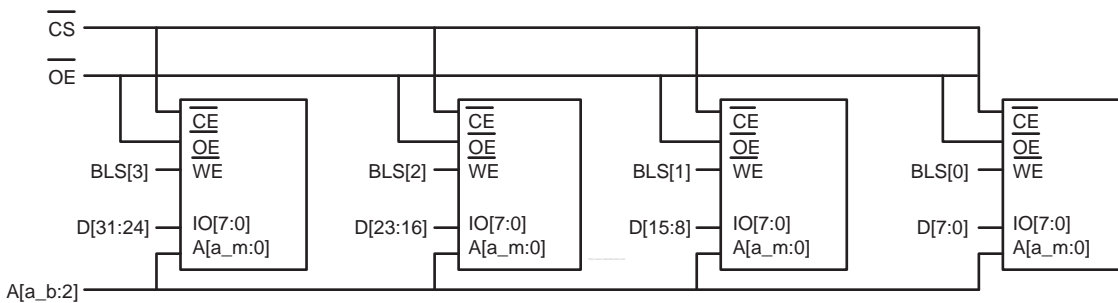 CS
OE
CE
OE
BLS[3] WE
D[31:24] IO[7:0]
A[a_m:0]
CE
OE
BLS[2] WE
D[23:16] IO[7:0]
A[a_m:0]
CE
OE
BLS[1] WE
D[15:8] IO[7:0]
A[a_m:0]
CE
OE
BLS[0] WE
D[7:0] IO[7:0]
A[a_m:0]
A[a_b:2]